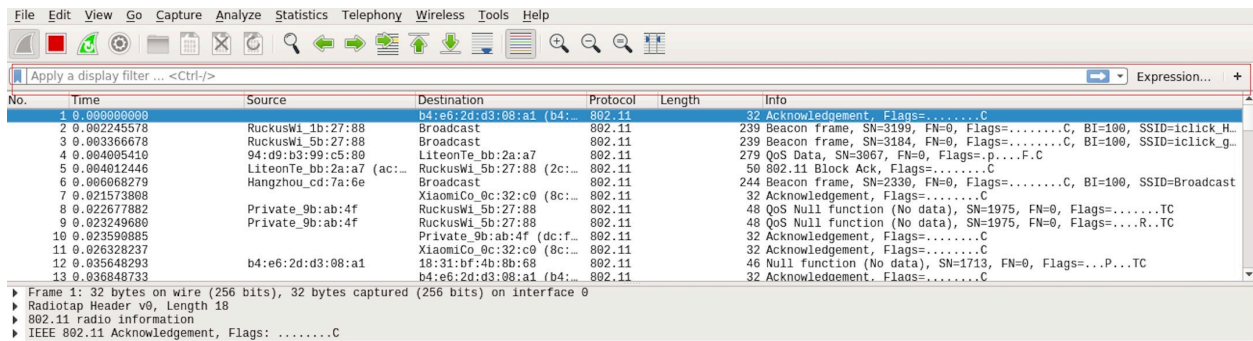 File Edit View Go Capture Analyze Statistics Telephony Wireless Tools Help
Apply a display filter ... <Ctrl-/> Expression... +
No. Time Source Destination Protocol Length Info
1 0.000000000 b4:e6:2d:d3:08:a1 (b4:… 802.11 32 Acknowledgement, Flags=........C
2 0.002245578 RuckusWi_1b:27:88 Broadcast 802.11 239 Beacon frame, SN=3199, FN=0, Flags=........C, BI=100, SSID=iclick_H…
3 0.003366678 RuckusWi_5b:27:88 Broadcast 802.11 239 Beacon frame, SN=3184, FN=0, Flags=........C, BI=100, SSID=iclick_g…
4 0.004005410 94:d9:b3:99:c5:80 LiteonTe_bb:2a:a7 802.11 279 QoS Data, SN=3067, FN=0, Flags=.p....F.C
5 0.004012446 LiteonTe_bb:2a:a7 (ac:… RuckusWi_5b:27:88 (2c:… 802.11 50 802.11 Block Ack, Flags=........C
6 0.006068279 Hangzhou_cd:7a:6e Broadcast 802.11 244 Beacon frame, SN=2330, FN=0, Flags=........C, BI=100, SSID=Broadcast
7 0.021573808 XiaomiCo_0c:32:c0 (8c:… 802.11 32 Acknowledgement, Flags=........C
8 0.022677882 Private_9b:ab:4f RuckusWi_5b:27:88 802.11 48 QoS Null function (No data), SN=1975, FN=0, Flags=.......TC
9 0.023249680 Private_9b:ab:4f RuckusWi_5b:27:88 802.11 48 QoS Null function (No data), SN=1975, FN=0, Flags=....R..TC
10 0.023590885 Private_9b:ab:4f (dc:f… 802.11 32 Acknowledgement, Flags=........C
11 0.026328237 XiaomiCo_0c:32:c0 (8c:… 802.11 32 Acknowledgement, Flags=........C
12 0.035648293 b4:e6:2d:d3:08:a1 18:31:bf:4b:8b:68 802.11 46 Null function (No data), SN=1713, FN=0, Flags=...P...TC
13 0.036848733 b4:e6:2d:d3:08:a1 (b4:… 802.11 32 Acknowledgement, Flags=........C
Frame 1: 32 bytes on wire (256 bits), 32 bytes captured (256 bits) on interface 0
Radiotap Header v0, Length 18
802.11 radio information
IEEE 802.11 Acknowledgement, Flags: ........C